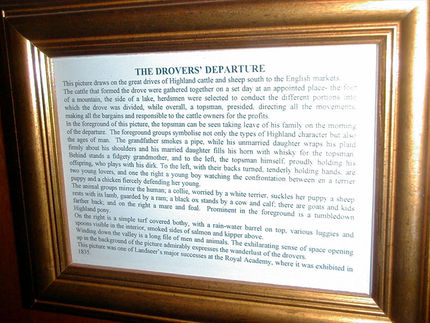 THE DROVERS' DEPARTURE
This picture draws on the great drives of Highland cattle and sheep south to the English markets.
The cattle that formed the drove were gathered together on a set day at an appointed place- the foot
of a mountain, the side of a lake, herdsmen were selected to conduct the different portions into
which the drove was divided, while overall, a topsman, presided, directing all the movements,
making all the bargains and responsible to the cattle owners for the profits.
In the foreground of this picture, the topsman can be seen taking leave of his family on the morning
of the departure. The foreground groups symbolise not only the types of Highland character but also
the ages of man. The grandfather smokes a pipe, while his unmarried daughter wraps his plaid
firmly about his shoulders and his married daughter fills his horn with whisky for the topsman.
Behind stands a fidgety grandmother, and to the left, the topsman himself, proudly holding his
offspring, who plays with his dirk. To the left, with their backs turned, tenderly holding hands, are
two young lovers, and one the right a young boy watching the confrontation between en a terrier
puppy and a chicken fiercely defending her young.
The animal groups mirror the human; a collie, worried by a white terrier, suckles her puppy a sheep
rests with its lamb, guarded by a ram; a black ox stands by a cow and calf; there are goats and kids
farther back; and on the right a mare and foal. Prominent in the foreground is a tumbledown
Highland pony.
On the right is a simple turf covered bothy, with a rain-water barrel on top, various luggies and
spoons visible in the interior, smoked sides of salmon and kipper above.
Winding down the valley is a long file of men and animals. The exhilarating sense of space opening
up in the background of the picture admirably expresses the wanderlust of the drovers.
This picture was one of Landseer's major successes at the Royal Academy, where it was exhibited in
1835.